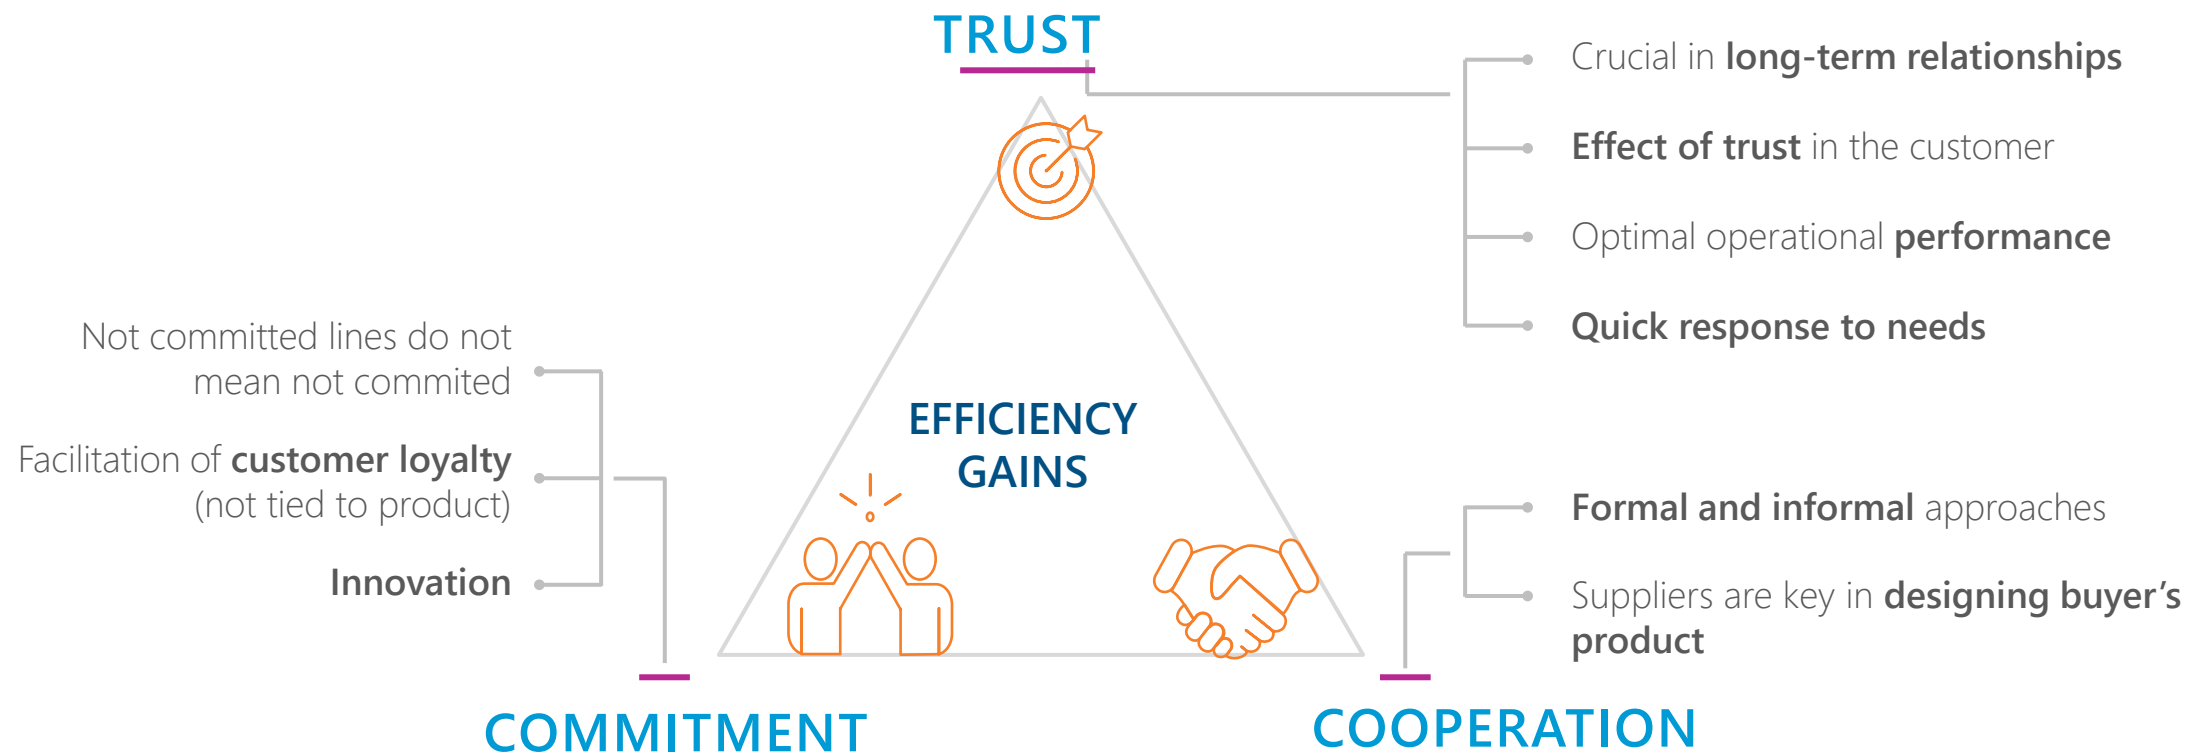 TRUST
Crucial in long-term relationships
Effect of trust in the customer
Optimal operational performance
Quick response to needs
Not committed lines do not
mean not commited
Facilitation of customer loyalty
(not tied to product)
Innovation
EFFICIENCY
GAINS
Formal and informal approaches
Suppliers are key in designing buyer’s
product
COMMITMENT
COOPERATION